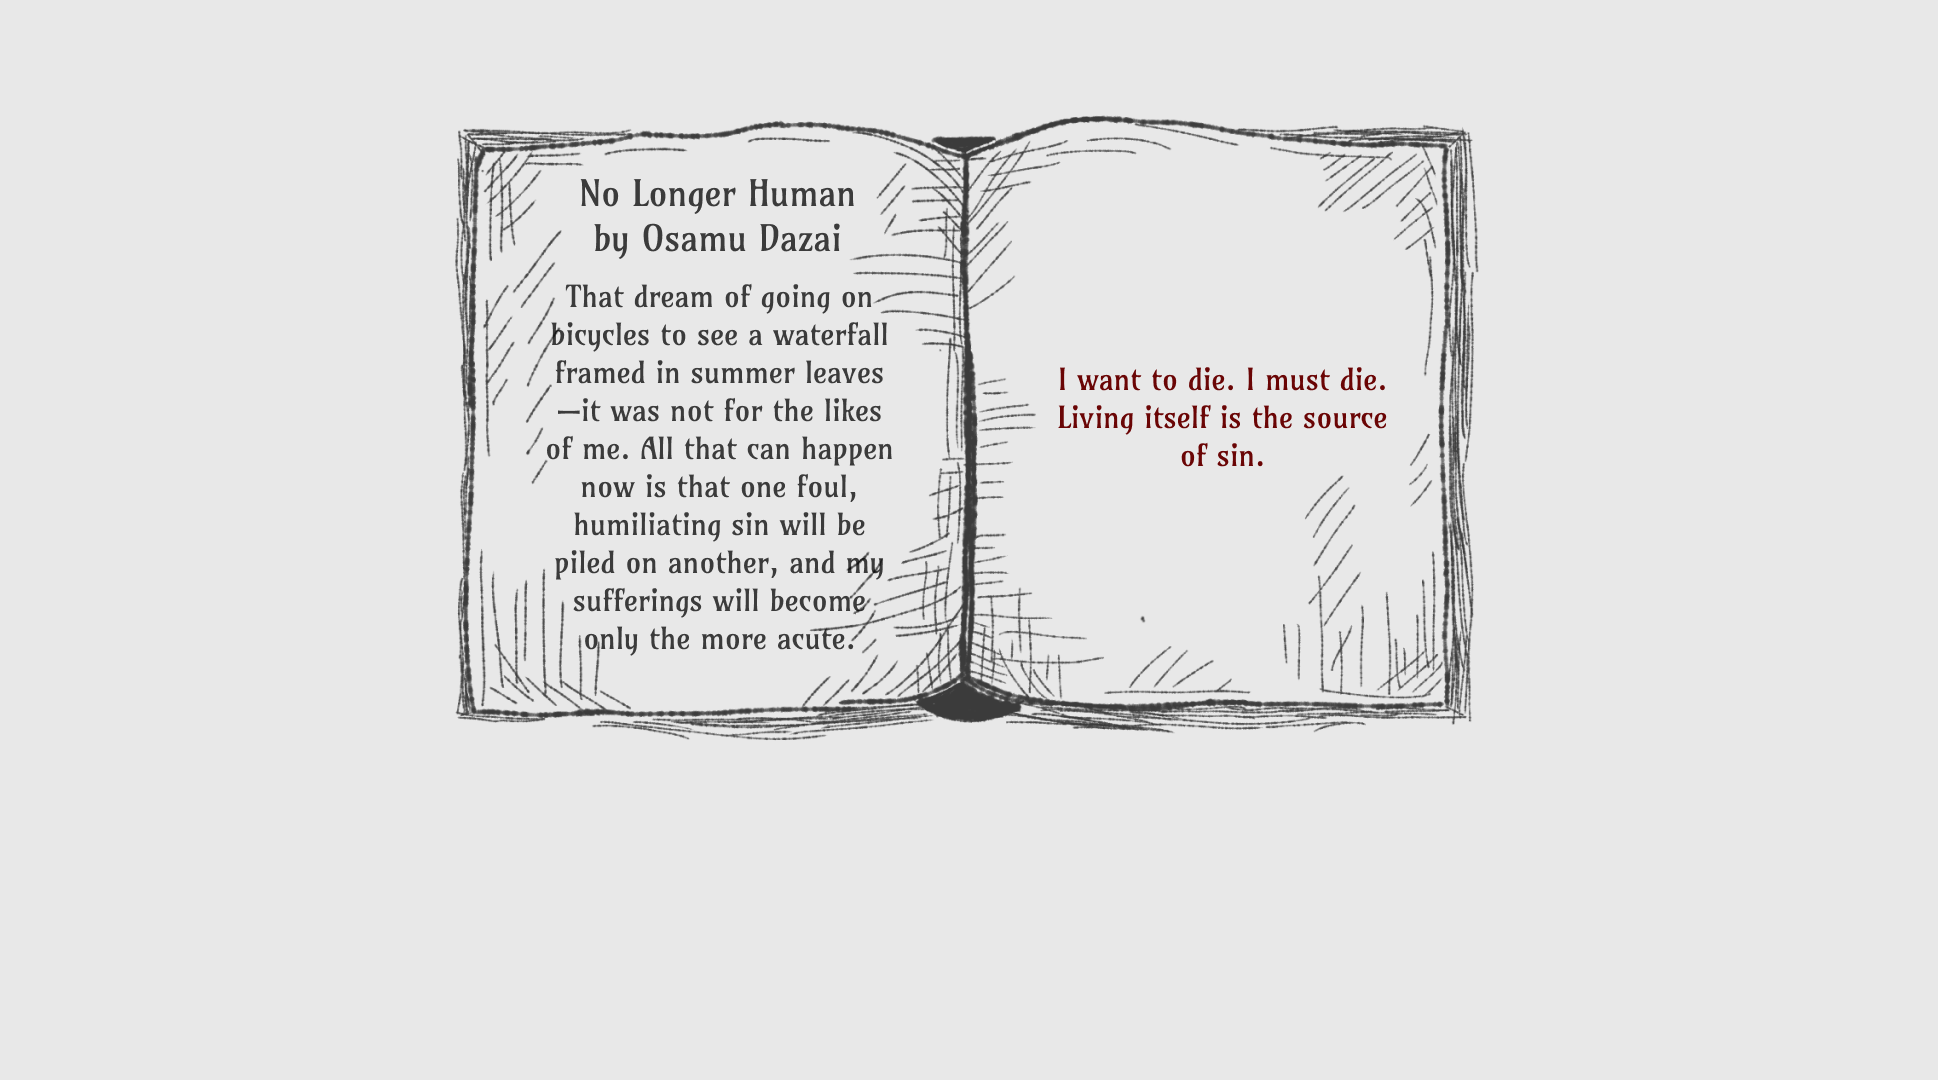 No Longer Human
by Osamu Dazai
That dream of going on
bicycles to see a waterfall
framed in summer leaves
—it was not for the likes
of me. All that can happen
now is that one foul,
humiliating sin will be
piled on another, and my
sufferings will become
only the more acute.
I want to die. I must die.
Living itself is the source
of sin.